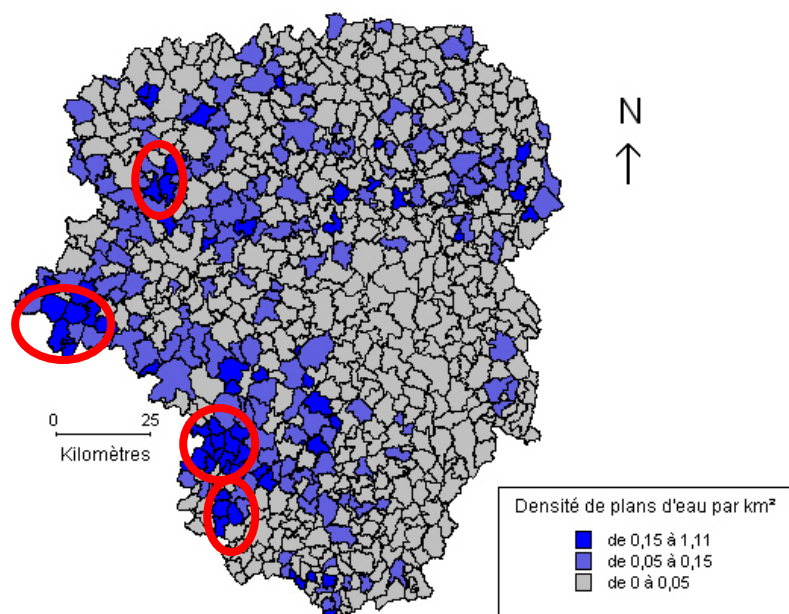 N
0 25
Kilomètres
Densité de plans d'eau par km²
de 0,15 à 1,11
de 0,05 à 0,15
de 0 à 0,05